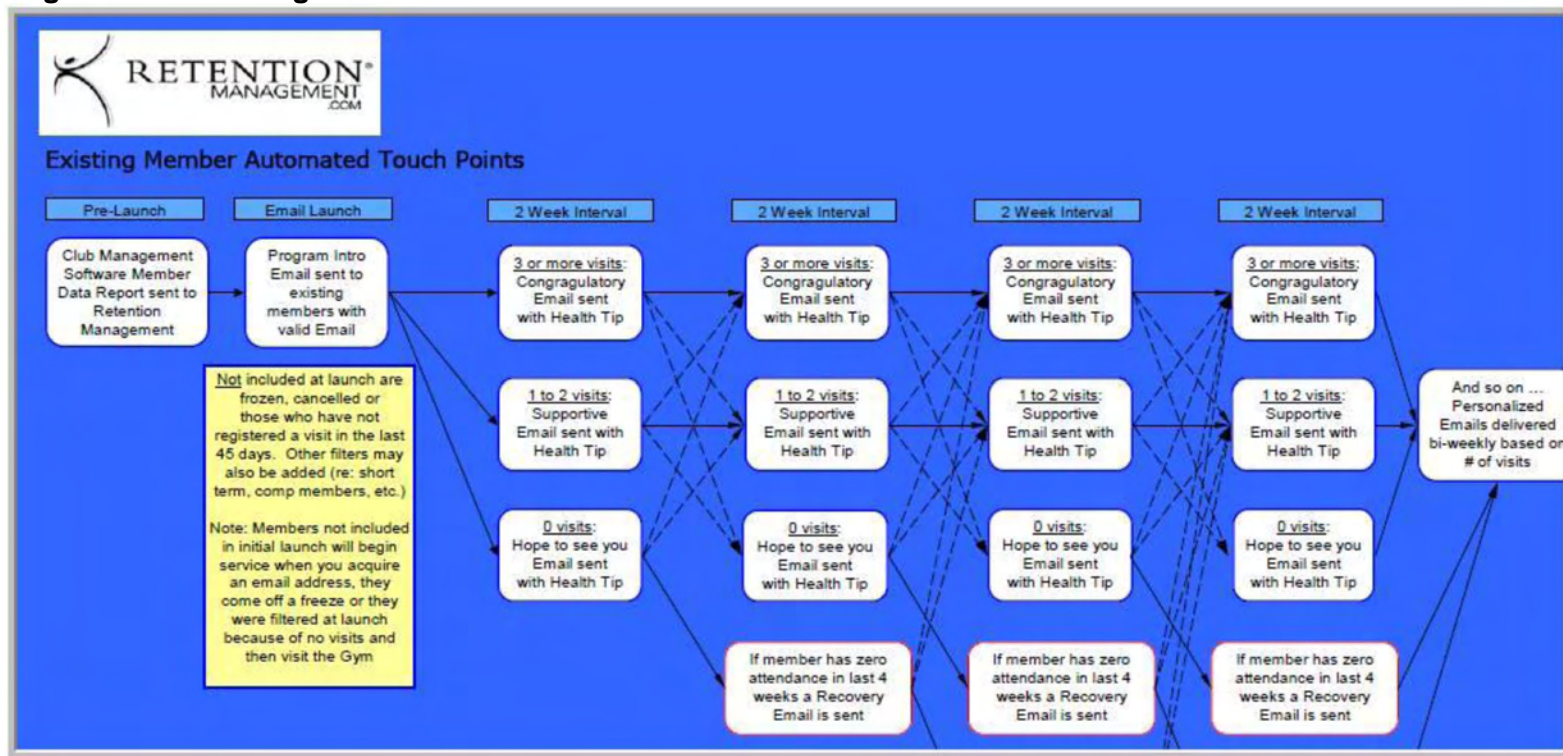 RETENTION®
MANAGEMENT
.COM
Existing Member Automated Touch Points
Pre-Launch
Email Launch
2 Week Interval
2 Week Interval
2 Week Interval
2 Week Interval
Club Management
Software Member
Data Report sent to
Retention
Management
Program Intro
Email sent to
existing
members with
valid Email
3 or more visits:
Congragulatory
Email sent
with Health Tip
3 or more visits:
Congragulatory
Email sent
with Health Tip
3 or more visits:
Congragulatory
Email sent
with Health Tip
3 or more visits:
Congragulatory
Email sent
with Health Tip
Not included at launch are
frozen, cancelled or
those who have not
registered a visit in the last
45 days. Other filters may
also be added (re: short
term, comp members, etc.)
Note: Members not included
in initial launch will begin
service when you acquire
an email address, they
come off a freeze or they
were filtered at launch
because of no visits and
then visit the Gym
1 to 2 visits:
Supportive
Email sent with
Health Tip
1 to 2 visits:
Supportive
Email sent with
Health Tip
1 to 2 visits:
Supportive
Email sent with
Health Tip
1 to 2 visits:
Supportive
Email sent with
Health Tip
And so on ...
Personalized
Emails delivered
bi-weekly based on
# of visits
0 visits:
Hope to see you
Email sent
with Health Tip
0 visits:
Hope to see you
Email sent
with Health Tip
0 visits:
Hope to see you
Email sent
with Health Tip
0 visits:
Hope to see you
Email sent
with Health Tip
If member has zero
attendance in last 4
weeks a Recovery
Email is sent
If member has zero
attendance in last 4
weeks a Recovery
Email is sent
If member has zero
attendance in last 4
weeks a Recovery
Email is sent